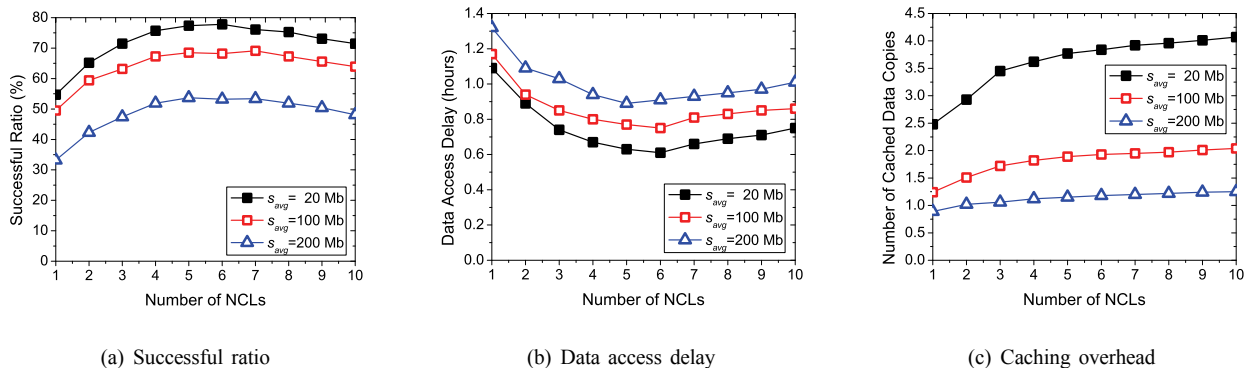 80
70
60
50
40
30
20
10
0
Successful Ratio (%)
s_avg= 20 Mb
s_avg=100 Mb
s_avg=200 Mb
1 2 3 4 5 6 7 8 9 10
Number of NCLs
(a) Successful ratio
1.4
1.2
1.0
0.8
0.6
0.4
0.2
0.0
Data Access Delay (hours)
s_avg= 20 Mb
s_avg=100 Mb
s_avg=200 Mb
1 2 3 4 5 6 7 8 9 10
Number of NCLs
(b) Data access delay
4.5
4.0
3.5
3.0
2.5
2.0
1.5
1.0
0.5
0.0
Number of Cached Data Copies
s_avg= 20 Mb
s_avg=100 Mb
s_avg=200 Mb
1 2 3 4 5 6 7 8 9 10
Number of NCLs
(c) Caching overhead